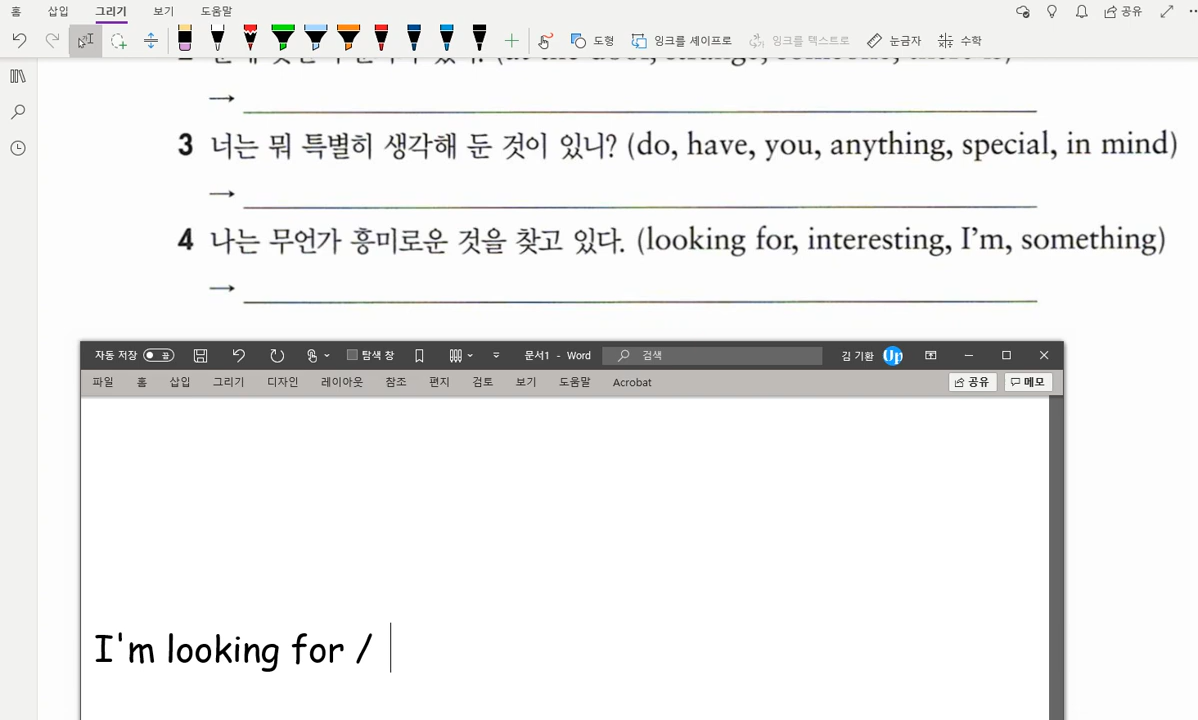 홈 삽입 그리기 보기 도움말
공유
도형 잉크를 셰이프로 잉크를 텍스트로 눈금자 수학
→
3 너는 뭐 특별히 생각해 둔 것이 있니? (do, have, you, anything, special, in mind)
→
4 나는 무언가 흥미로운 것을 찾고 있다. (looking for, interesting, I'm, something)
→
자동 저장 끔 탐색 창 문서1 - Word 검색 김 기환 Up
파일 홈 삽입 그리기 디자인 레이아웃 참조 편지 검토 보기 도움말 Acrobat 공유 메모
I'm looking for /